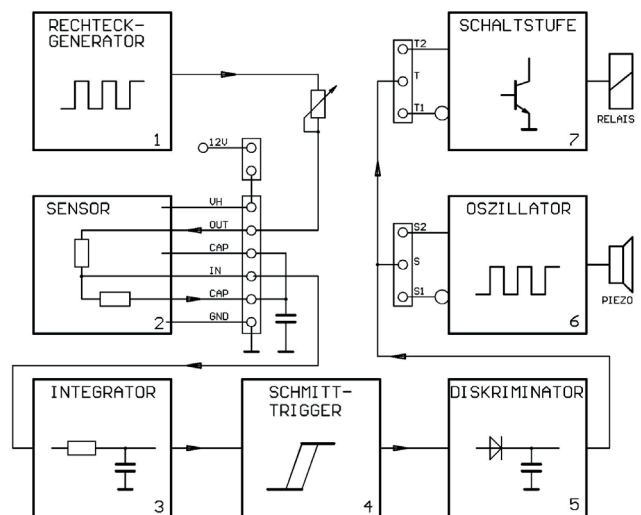 RECHTECK-
GENERATOR
1
12V
SENSOR
VH
OUT
CAP
IN
CAP
GND
2
INTEGRATOR
3
SCHMITT-
TRIGGER
4
DISKRIMINATOR
5
S2
S
S1
OSZILLATOR
6
PIEZO
T2
T
T1
SCHALTSTUFE
7
RELAIS